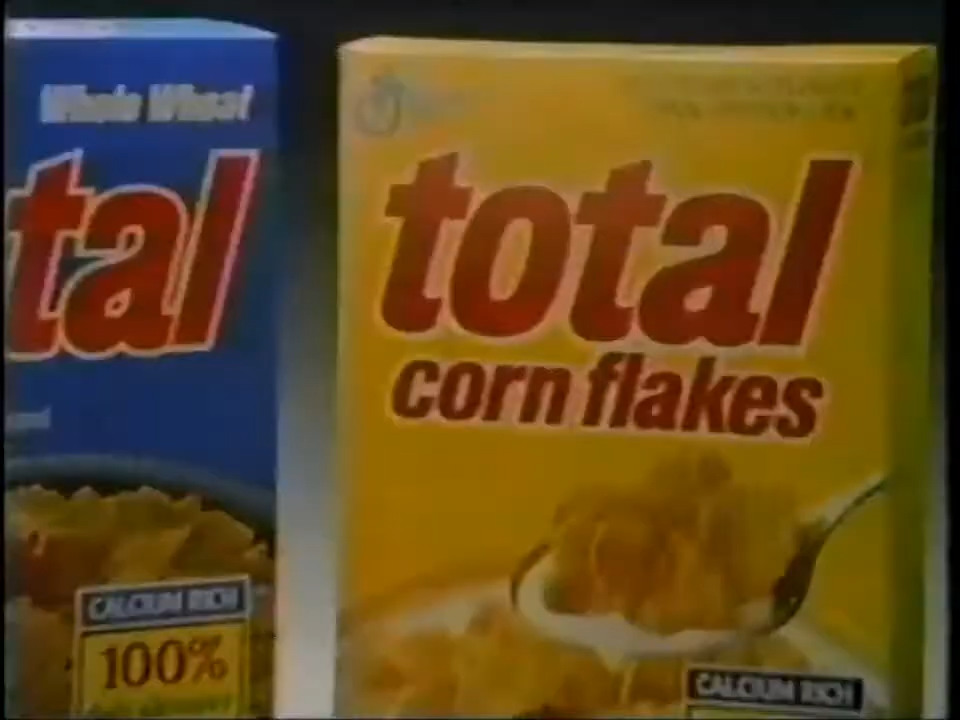 Whole Wheat
tal
CALCIUM RICH
100%
total
corn flakes
CALCIUM RICH